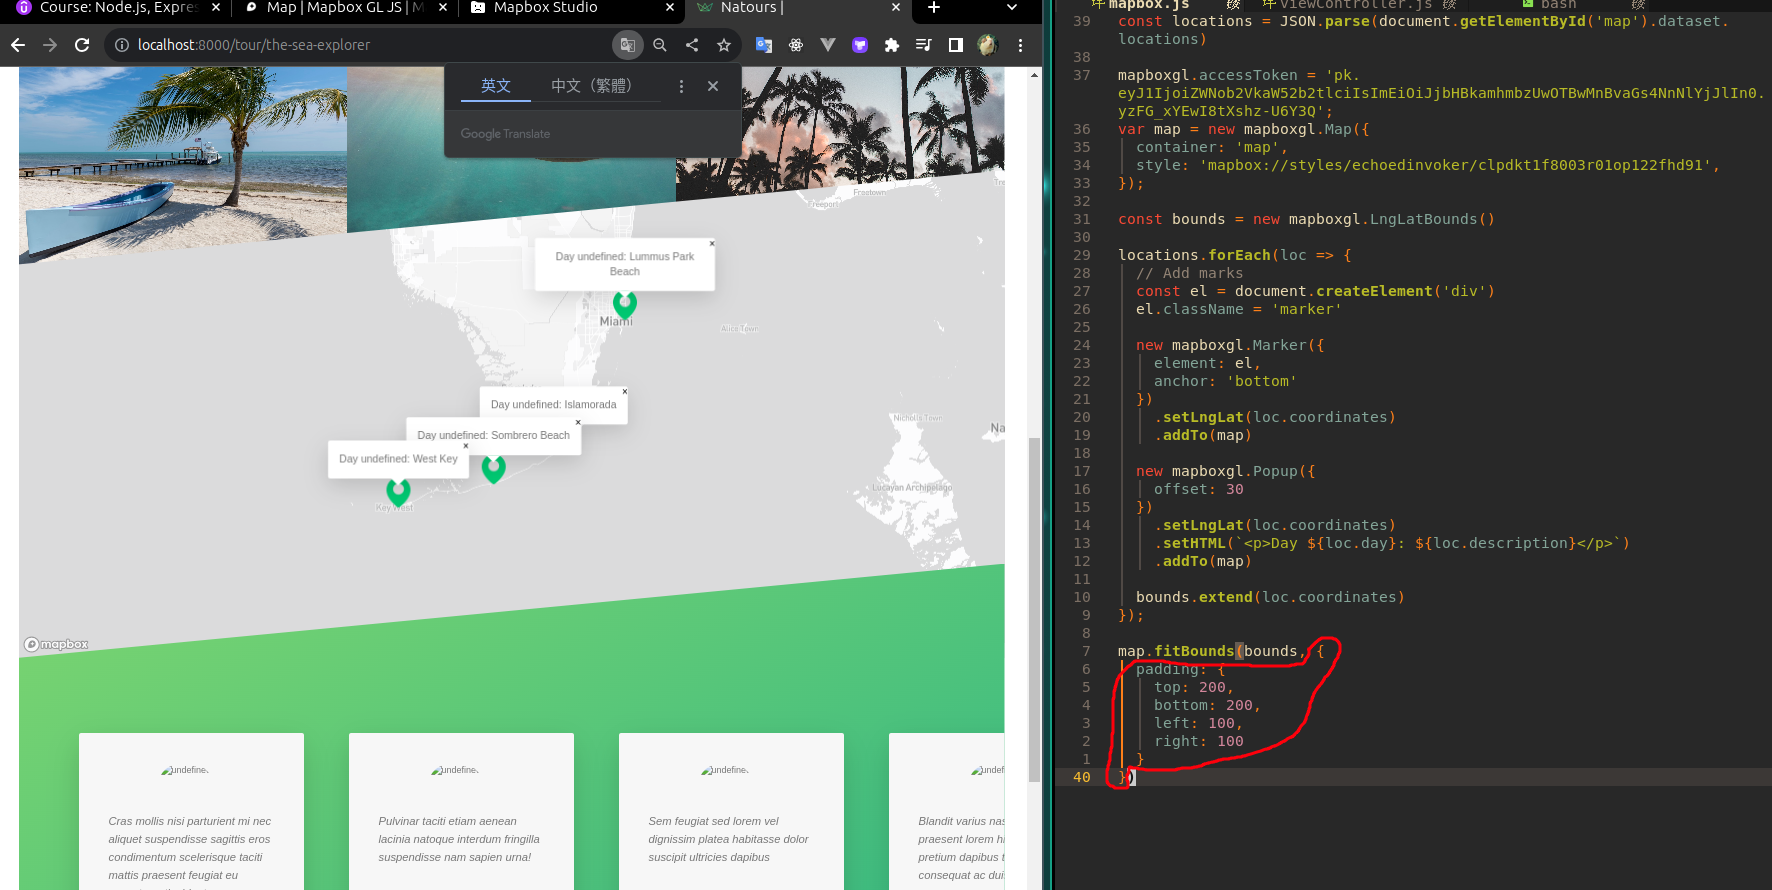 Course: Node.js, Expres
Map | Mapbox GL JS | M
Mapbox Studio
Natours |
localhost:8000/tour/the-sea-explorer
英文
中文（繁體）
Google Translate
Freetown
Freeport
Day undefined: Lummus Park
Beach
Miami
Alice Town
Day undefined: Islamorada
Day undefined: Sombrero Beach
Day undefined: West Key
Key West
Nicholls Town
Na
Lucayan Archipelago
mapbox
undefine
undefine
undefine
undefi
Cras mollis nisi parturient mi nec
aliquet suspendisse sagittis eros
condimentum scelerisque taciti
mattis praesent feugiat eu
Pulvinar taciti etiam aenean
lacinia natoque interdum fringilla
suspendisse nam sapien urna!
Sem feugiat sed lorem vel
dignissim platea habitasse dolor
suscipit ultricies dapibus
Blandit varius nas
praesent lorem h
pretium dapibus t
consequat ac dui
mapbox.js
viewController.js
bash
39 const locations = JSON.parse(document.getElementById('map').dataset.
locations)
38
37 mapboxgl.accessToken = 'pk.
eyJ1IjoiZWNob2VkaW52b2tlciIsImEiOiJjbHBkamhmbzUwOTBwMnBvaGs4NnNlYjJlIn0.
yzFG_xYEwI8tXshz-U6Y3Q';
36 var map = new mapboxgl.Map({
35 container: 'map',
34 style: 'mapbox://styles/echoedinvoker/clpdkt1f8003r01op122fhd91',
33 });
32
31 const bounds = new mapboxgl.LngLatBounds()
30
29 locations.forEach(loc => {
28 // Add marks
27 const el = document.createElement('div')
26 el.className = 'marker'
25
24 new mapboxgl.Marker({
23 element: el,
22 anchor: 'bottom'
21 })
20 .setLngLat(loc.coordinates)
19 .addTo(map)
18
17 new mapboxgl.Popup({
16 offset: 30
15 })
14 .setLngLat(loc.coordinates)
13 .setHTML(`<p>Day ${loc.day}: ${loc.description}</p>`)
12 .addTo(map)
11
10 bounds.extend(loc.coordinates)
9 });
8
7 map.fitBounds(bounds, {
6 padding: {
5 top: 200,
4 bottom: 200,
3 left: 100,
2 right: 100
1 }
40 })